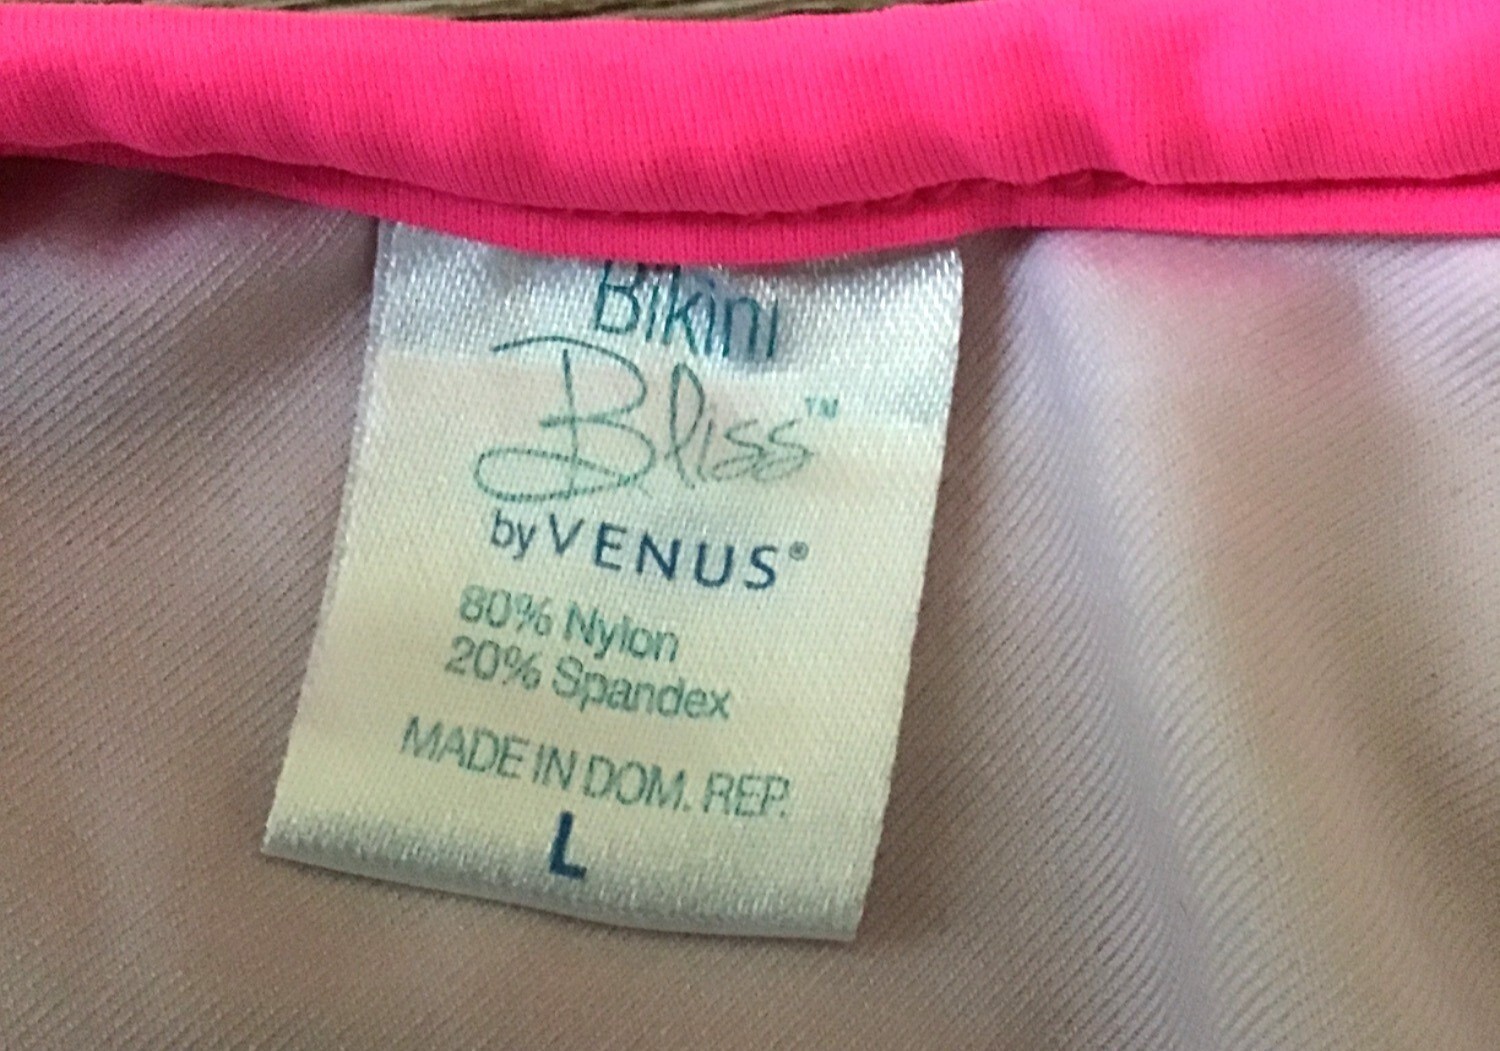 Bikini
Bliss™
by VENUS®
80% Nylon
20% Spandex
MADE IN DOM. REP.
L